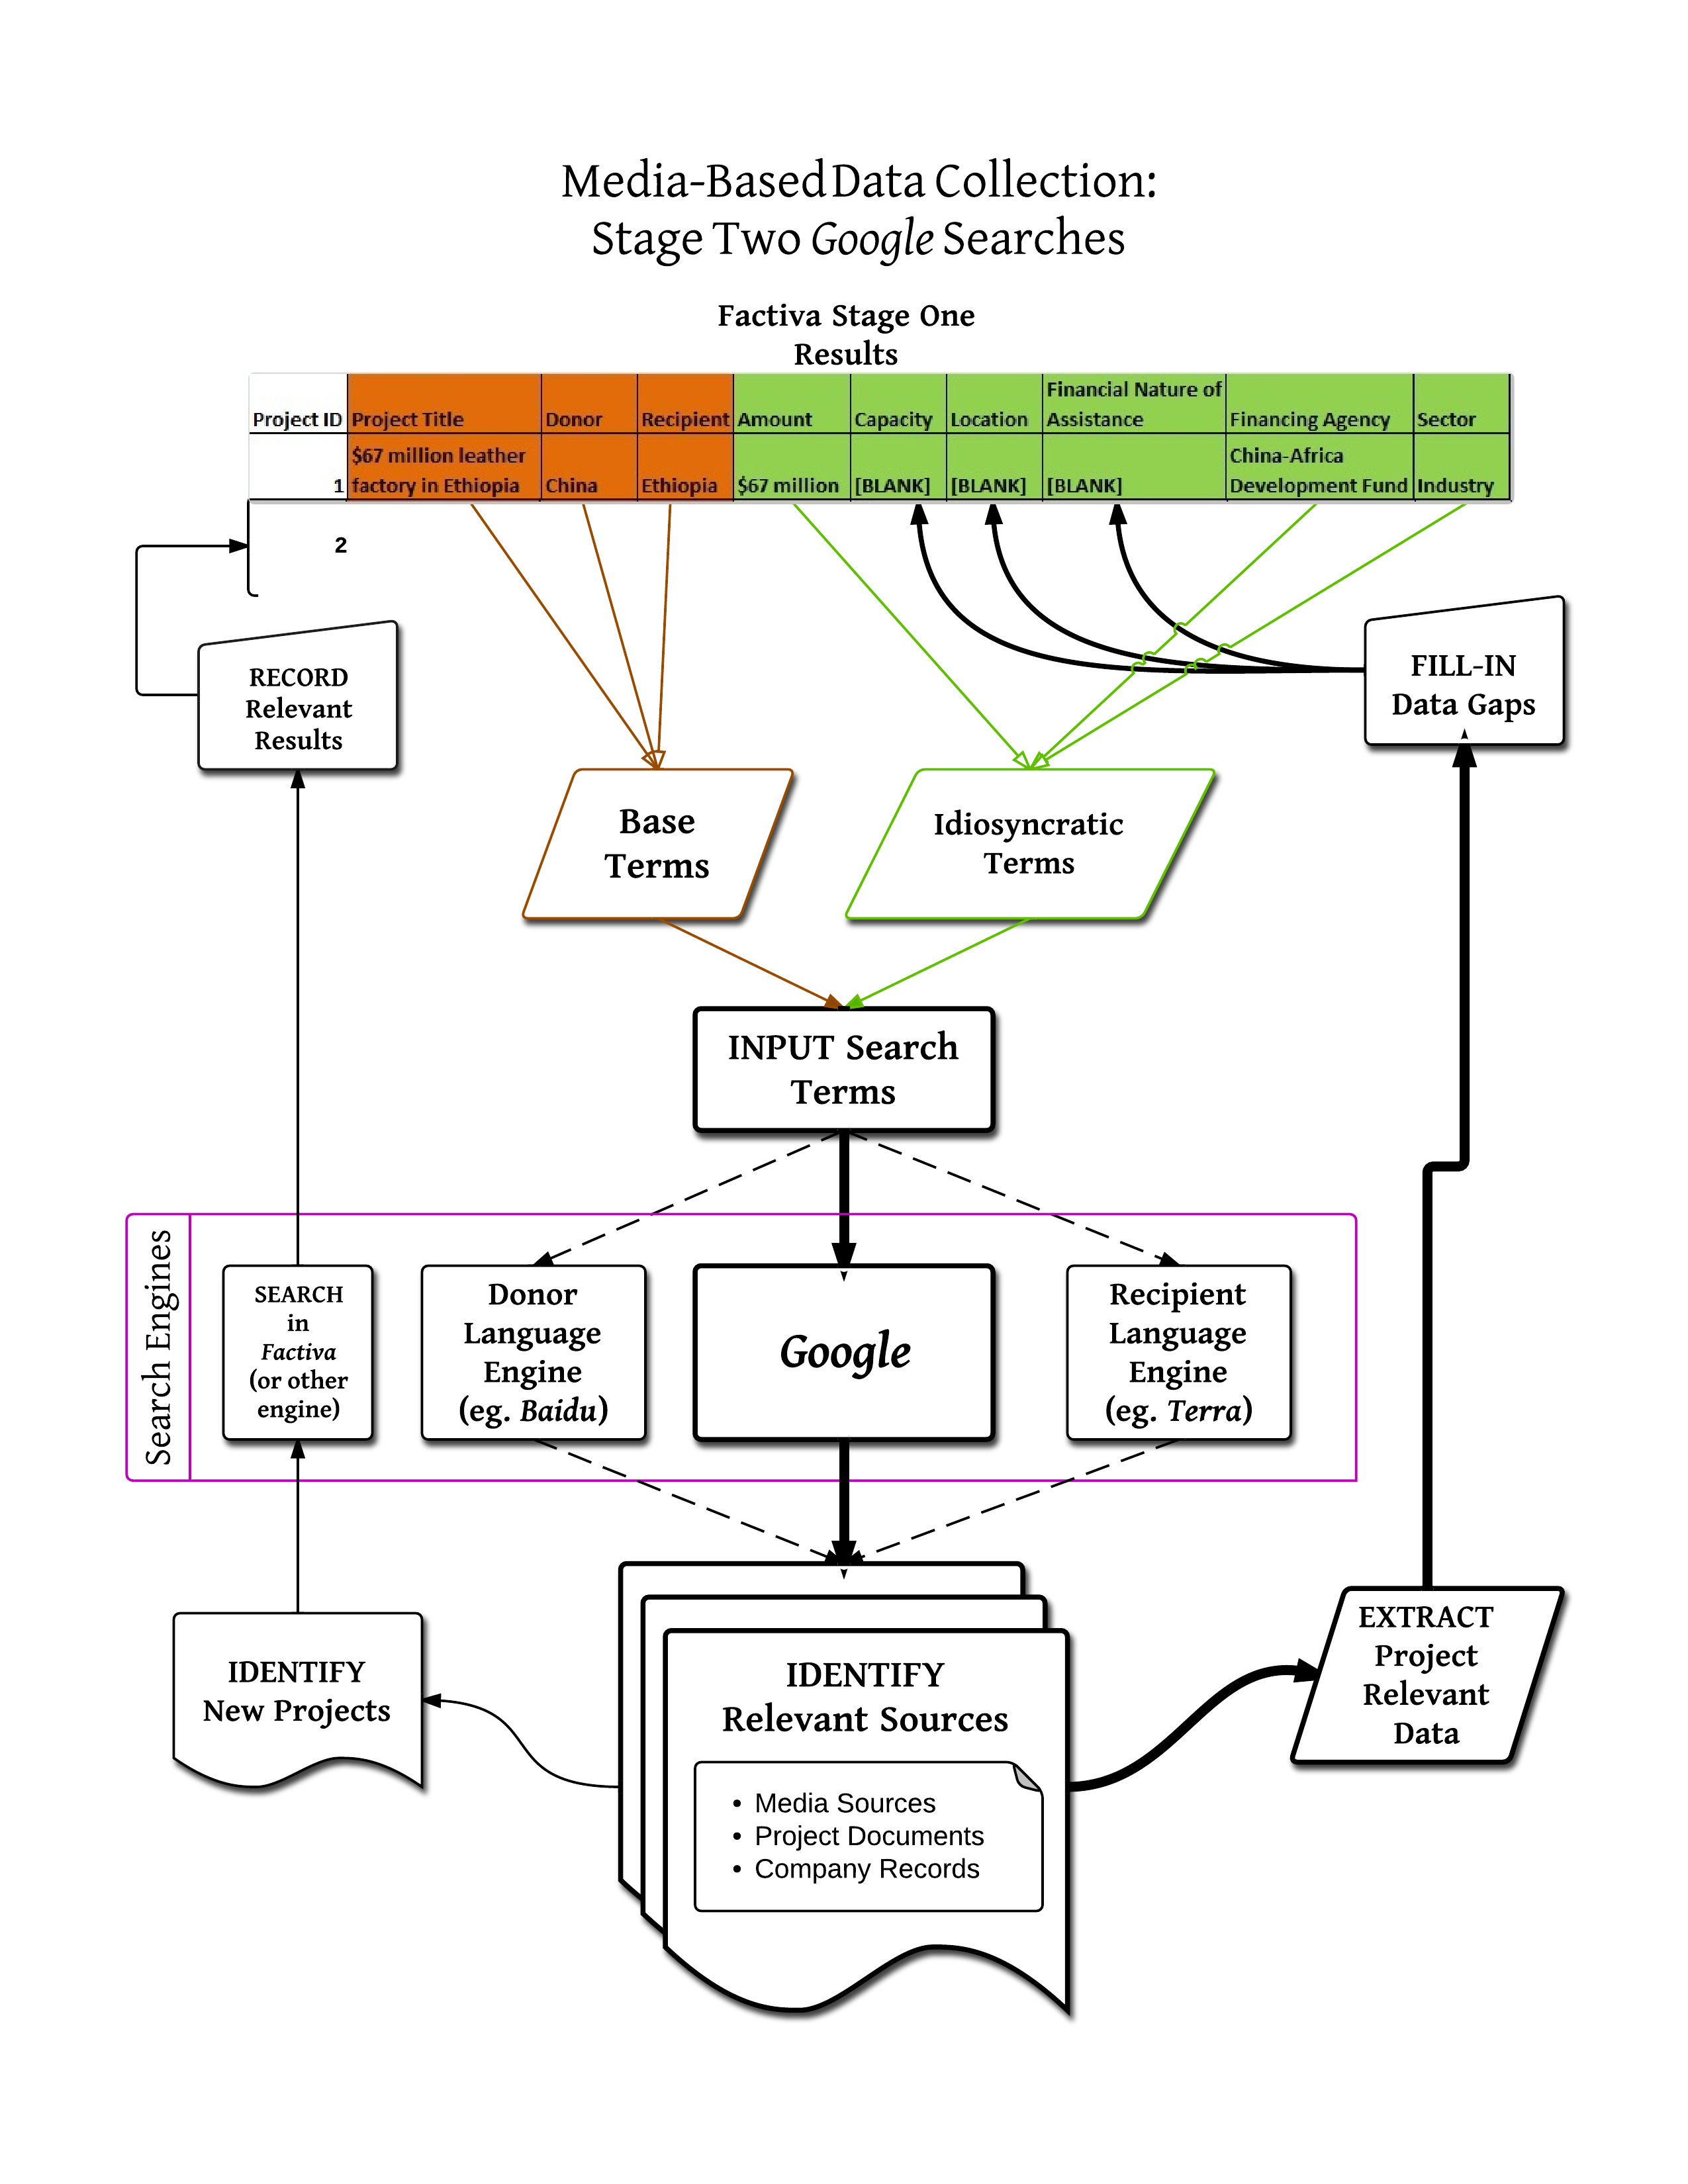 Media-Based Data Collection:
Stage Two Google Searches
Factiva Stage One
Results
Project ID Project Title Donor Recipient Amount Capacity Location Financial Nature of Assistance Financing Agency Sector
1 $67 million leather factory in Ethiopia China Ethiopia $67 million [BLANK] [BLANK] [BLANK] China-Africa Development Fund Industry
2
RECORD
Relevant
Results
FILL-IN
Data Gaps
Base
Terms
Idiosyncratic
Terms
INPUT Search
Terms
Search Engines
SEARCH
in
Factiva
(or other
engine)
Donor
Language
Engine
(eg. Baidu)
Google
Recipient
Language
Engine
(eg. Terra)
IDENTIFY
New Projects
IDENTIFY
Relevant Sources
• Media Sources
• Project Documents
• Company Records
EXTRACT
Project
Relevant
Data